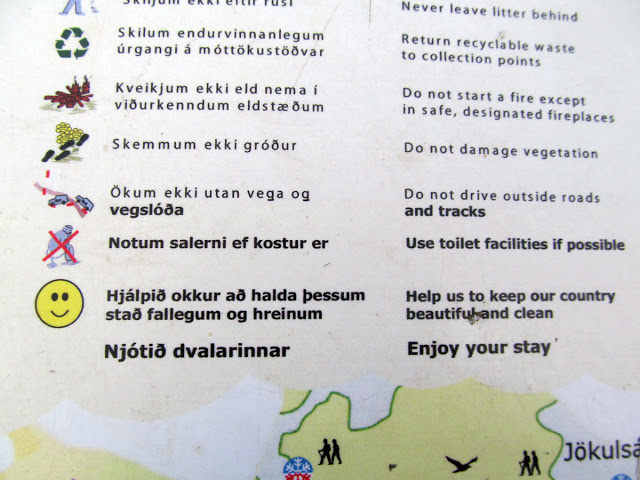 Skiljum ekki eftir rusl
Never leave litter behind
Skilum endurvinnanlegum
úrgangi á móttökustöðvar
Return recyclable waste
to collection points
Kveikjum ekki eld nema í
viðurkenndum eldstæðum
Do not start a fire except
in safe, designated fireplaces
Skemmum ekki gróður
Do not damage vegetation
Ökum ekki utan vega og
vegslóða
Do not drive outside roads
and tracks
Notum salerni ef kostur er
Use toilet facilities if possible
Hjálpið okkur að halda þessum
stað fallegum og hreinum
Help us to keep our country
beautiful and clean
Njótið dvalarinnar
Enjoy your stay
Jökulsá